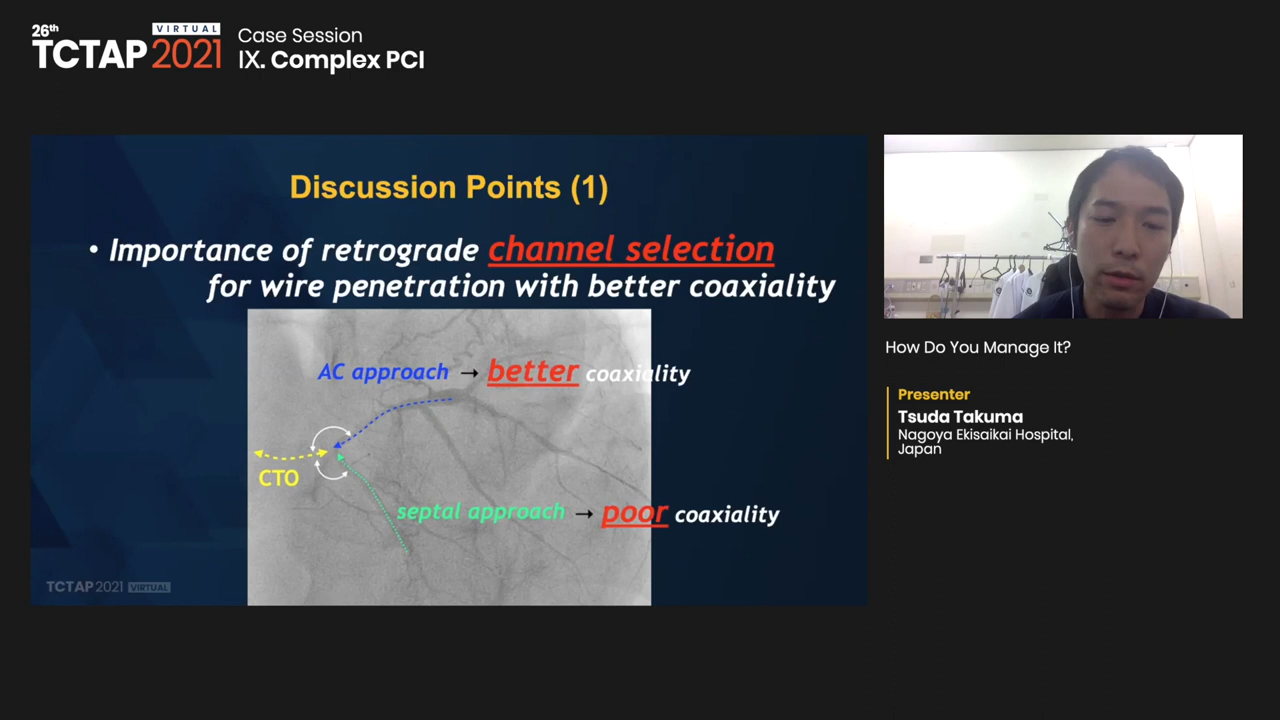 26th
TCTAP
VIRTUAL
2021
Case Session
IX. Complex PCI
Discussion Points (1)
• Importance of retrograde channel selection
for wire penetration with better coaxiality
AC approach → better coaxiality
CTO
septal approach → poor coaxiality
TCTAP 2021 VIRTUAL
How Do You Manage It?
Presenter
Tsuda Takuma
Nagoya Ekisaikai Hospital,
Japan